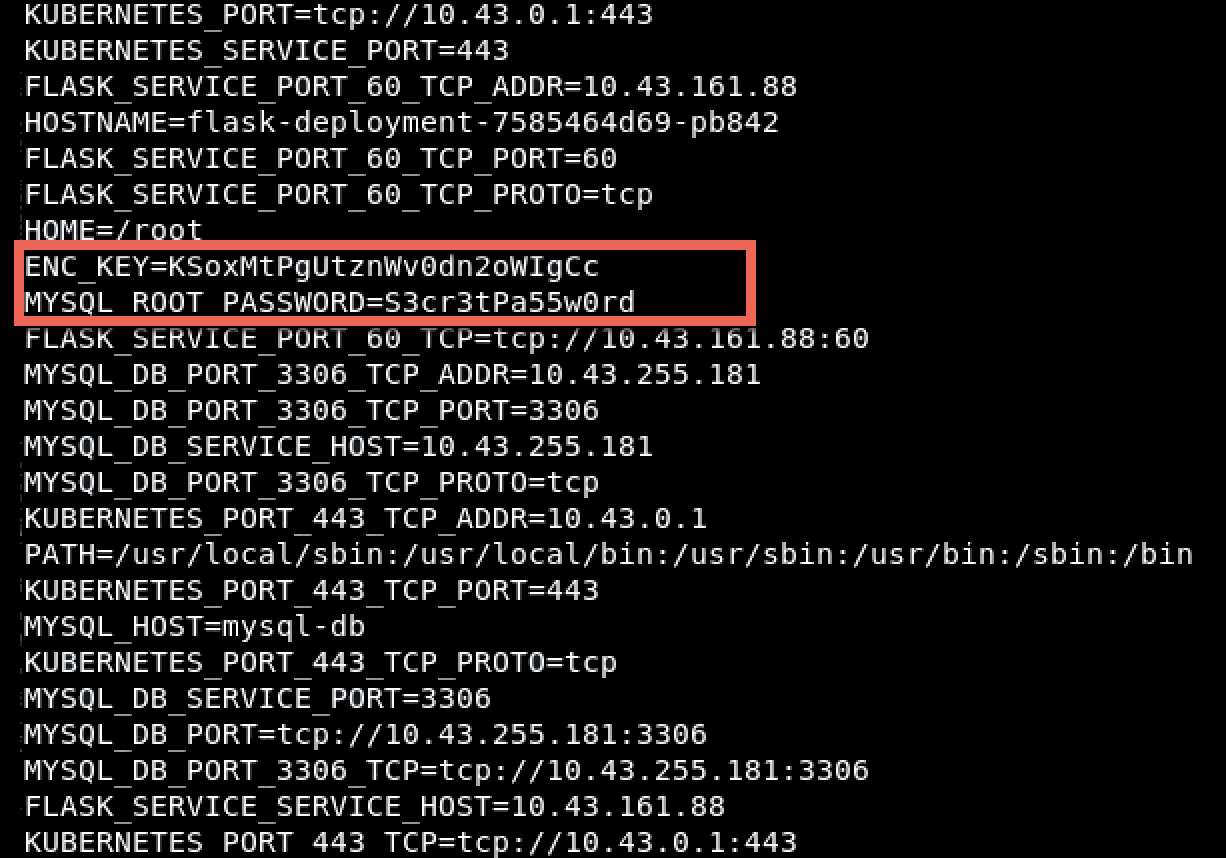 KUBERNETES_PORT=tcp://10.43.0.1:443
KUBERNETES_SERVICE_PORT=443
FLASK_SERVICE_PORT_60_TCP_ADDR=10.43.161.88
HOSTNAME=flask-deployment-7585464d69-pb842
FLASK_SERVICE_PORT_60_TCP_PORT=60
FLASK_SERVICE_PORT_60_TCP_PROTO=tcp
HOME=/root
ENC_KEY=KSoxMtPgUtznWv0dn2oWIgCc
MYSQL_ROOT_PASSWORD=S3cr3tPa55w0rd
FLASK_SERVICE_PORT_60_TCP=tcp://10.43.161.88:60
MYSQL_DB_PORT_3306_TCP_ADDR=10.43.255.181
MYSQL_DB_PORT_3306_TCP_PORT=3306
MYSQL_DB_SERVICE_HOST=10.43.255.181
MYSQL_DB_PORT_3306_TCP_PROTO=tcp
KUBERNETES_PORT_443_TCP_ADDR=10.43.0.1
PATH=/usr/local/sbin:/usr/local/bin:/usr/sbin:/usr/bin:/sbin:/bin
KUBERNETES_PORT_443_TCP_PORT=443
MYSQL_HOST=mysql-db
KUBERNETES_PORT_443_TCP_PROTO=tcp
MYSQL_DB_SERVICE_PORT=3306
MYSQL_DB_PORT=tcp://10.43.255.181:3306
MYSQL_DB_PORT_3306_TCP=tcp://10.43.255.181:3306
FLASK_SERVICE_SERVICE_HOST=10.43.161.88
KUBERNETES_PORT_443_TCP=tcp://10.43.0.1:443